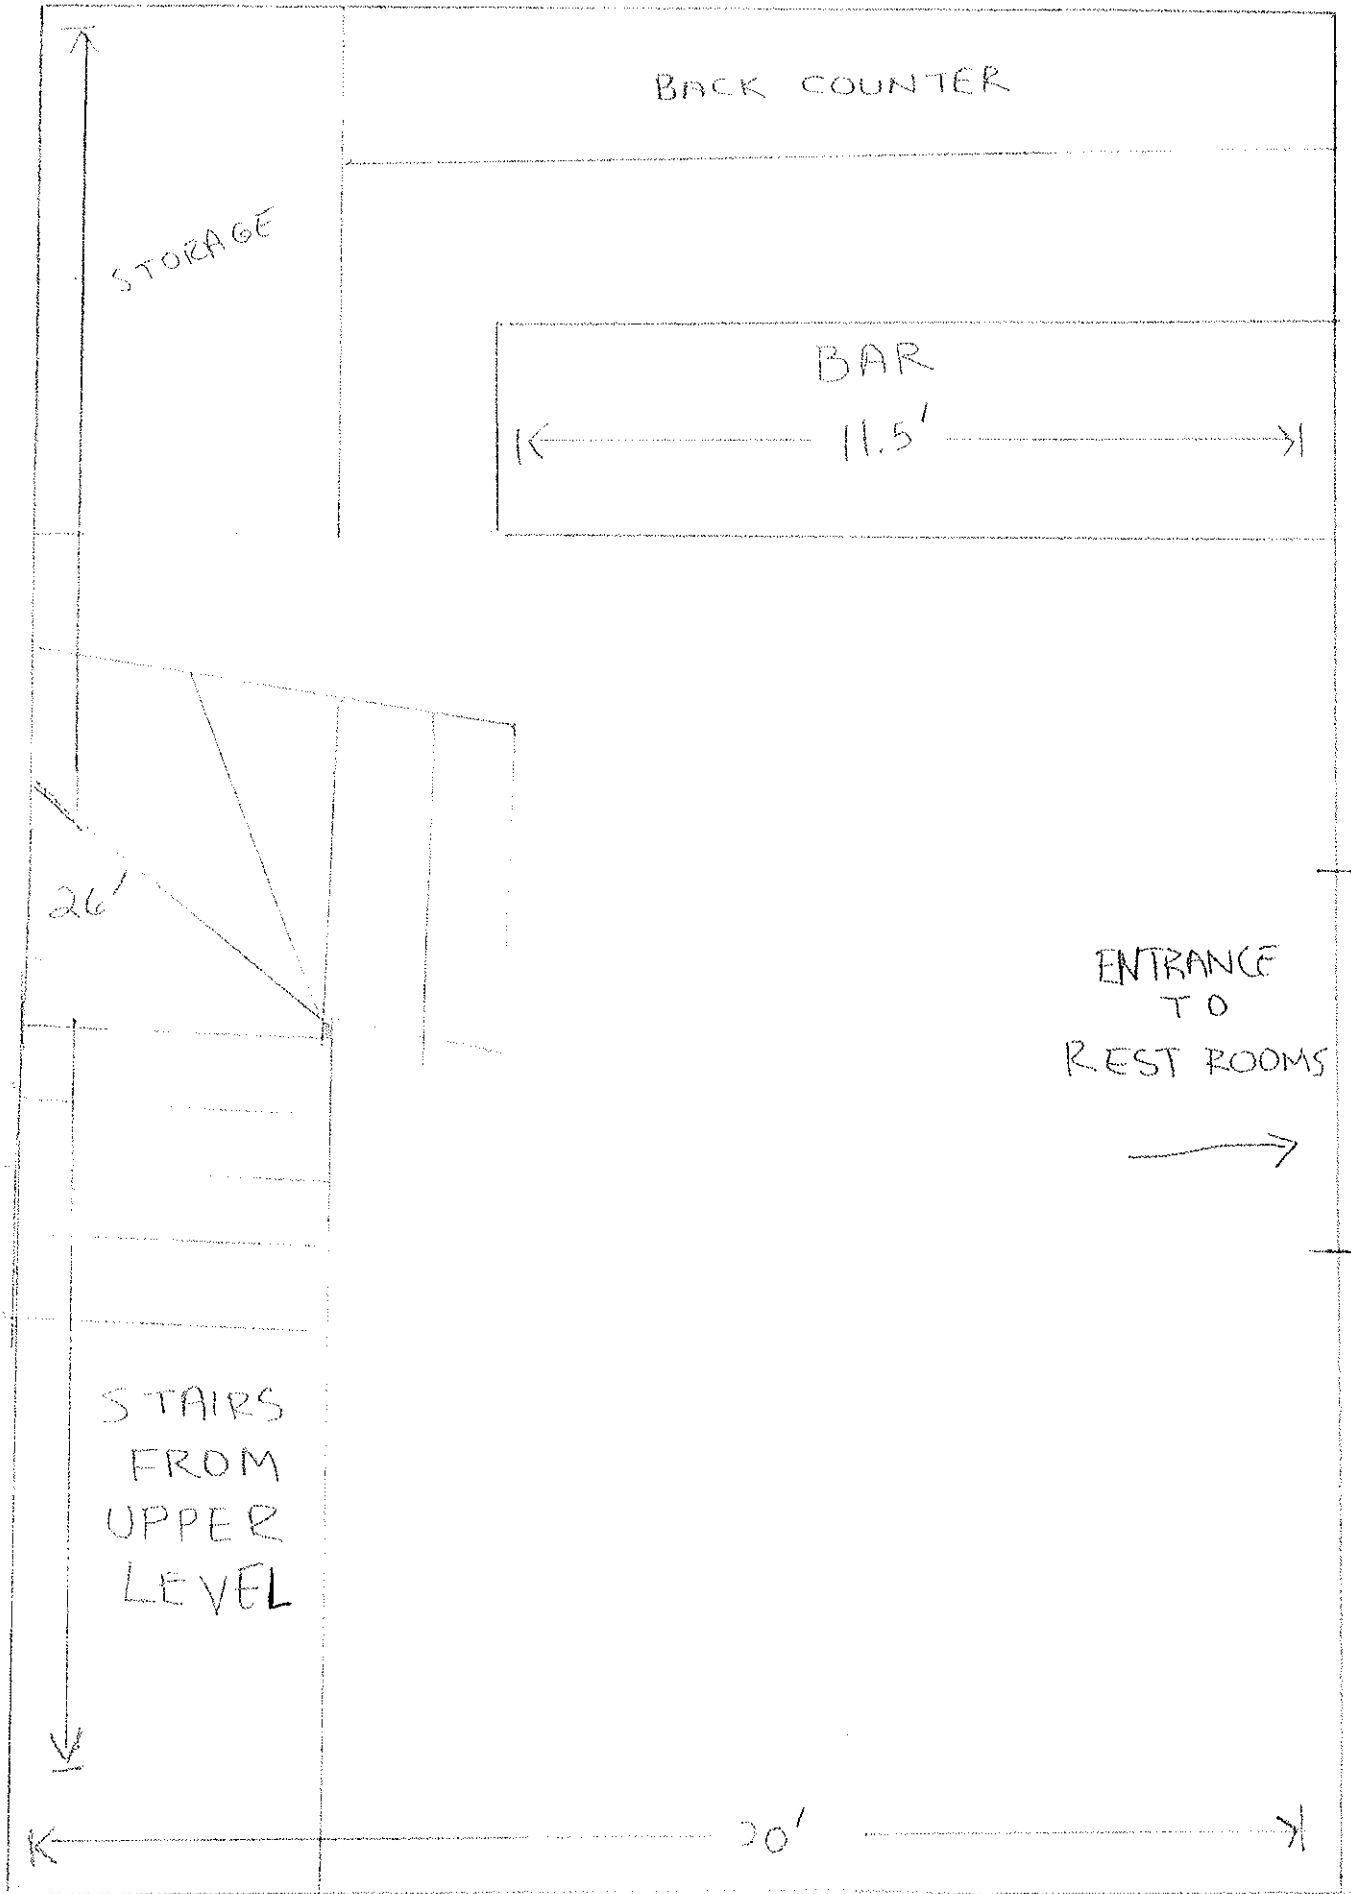 BACK COUNTER
STORAGE
BAR
11.5'
26'
ENTRANCE
TO
REST ROOMS
STAIRS
FROM
UPPER
LEVEL
20'